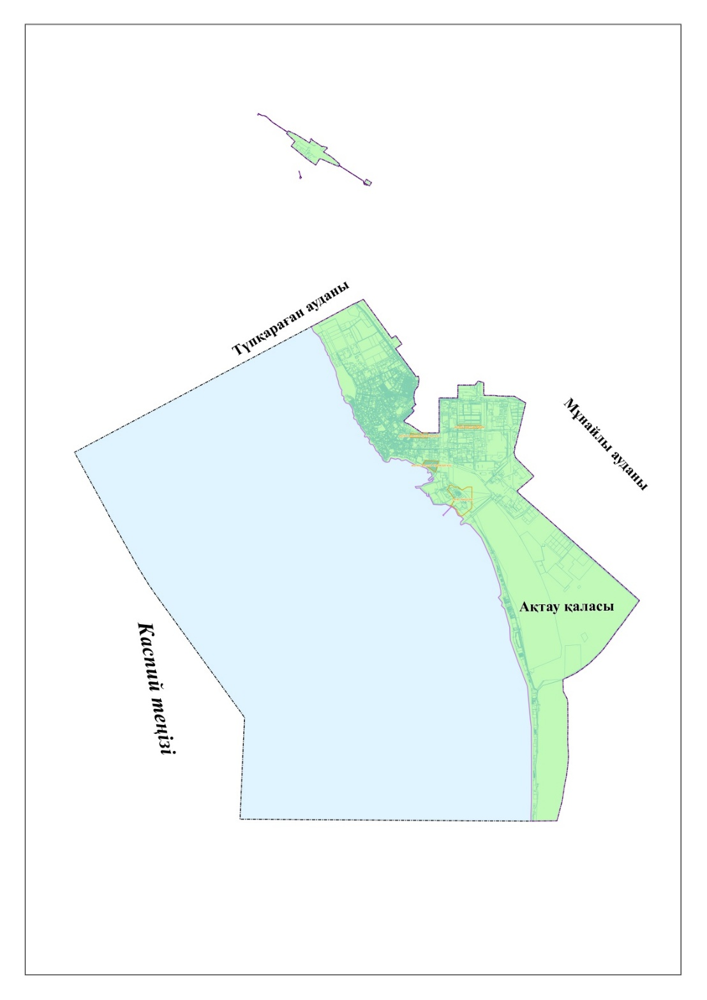 Түпқараған ауданы
Мұнайлы ауданы
Ақтау қаласы
Каспий теңізі